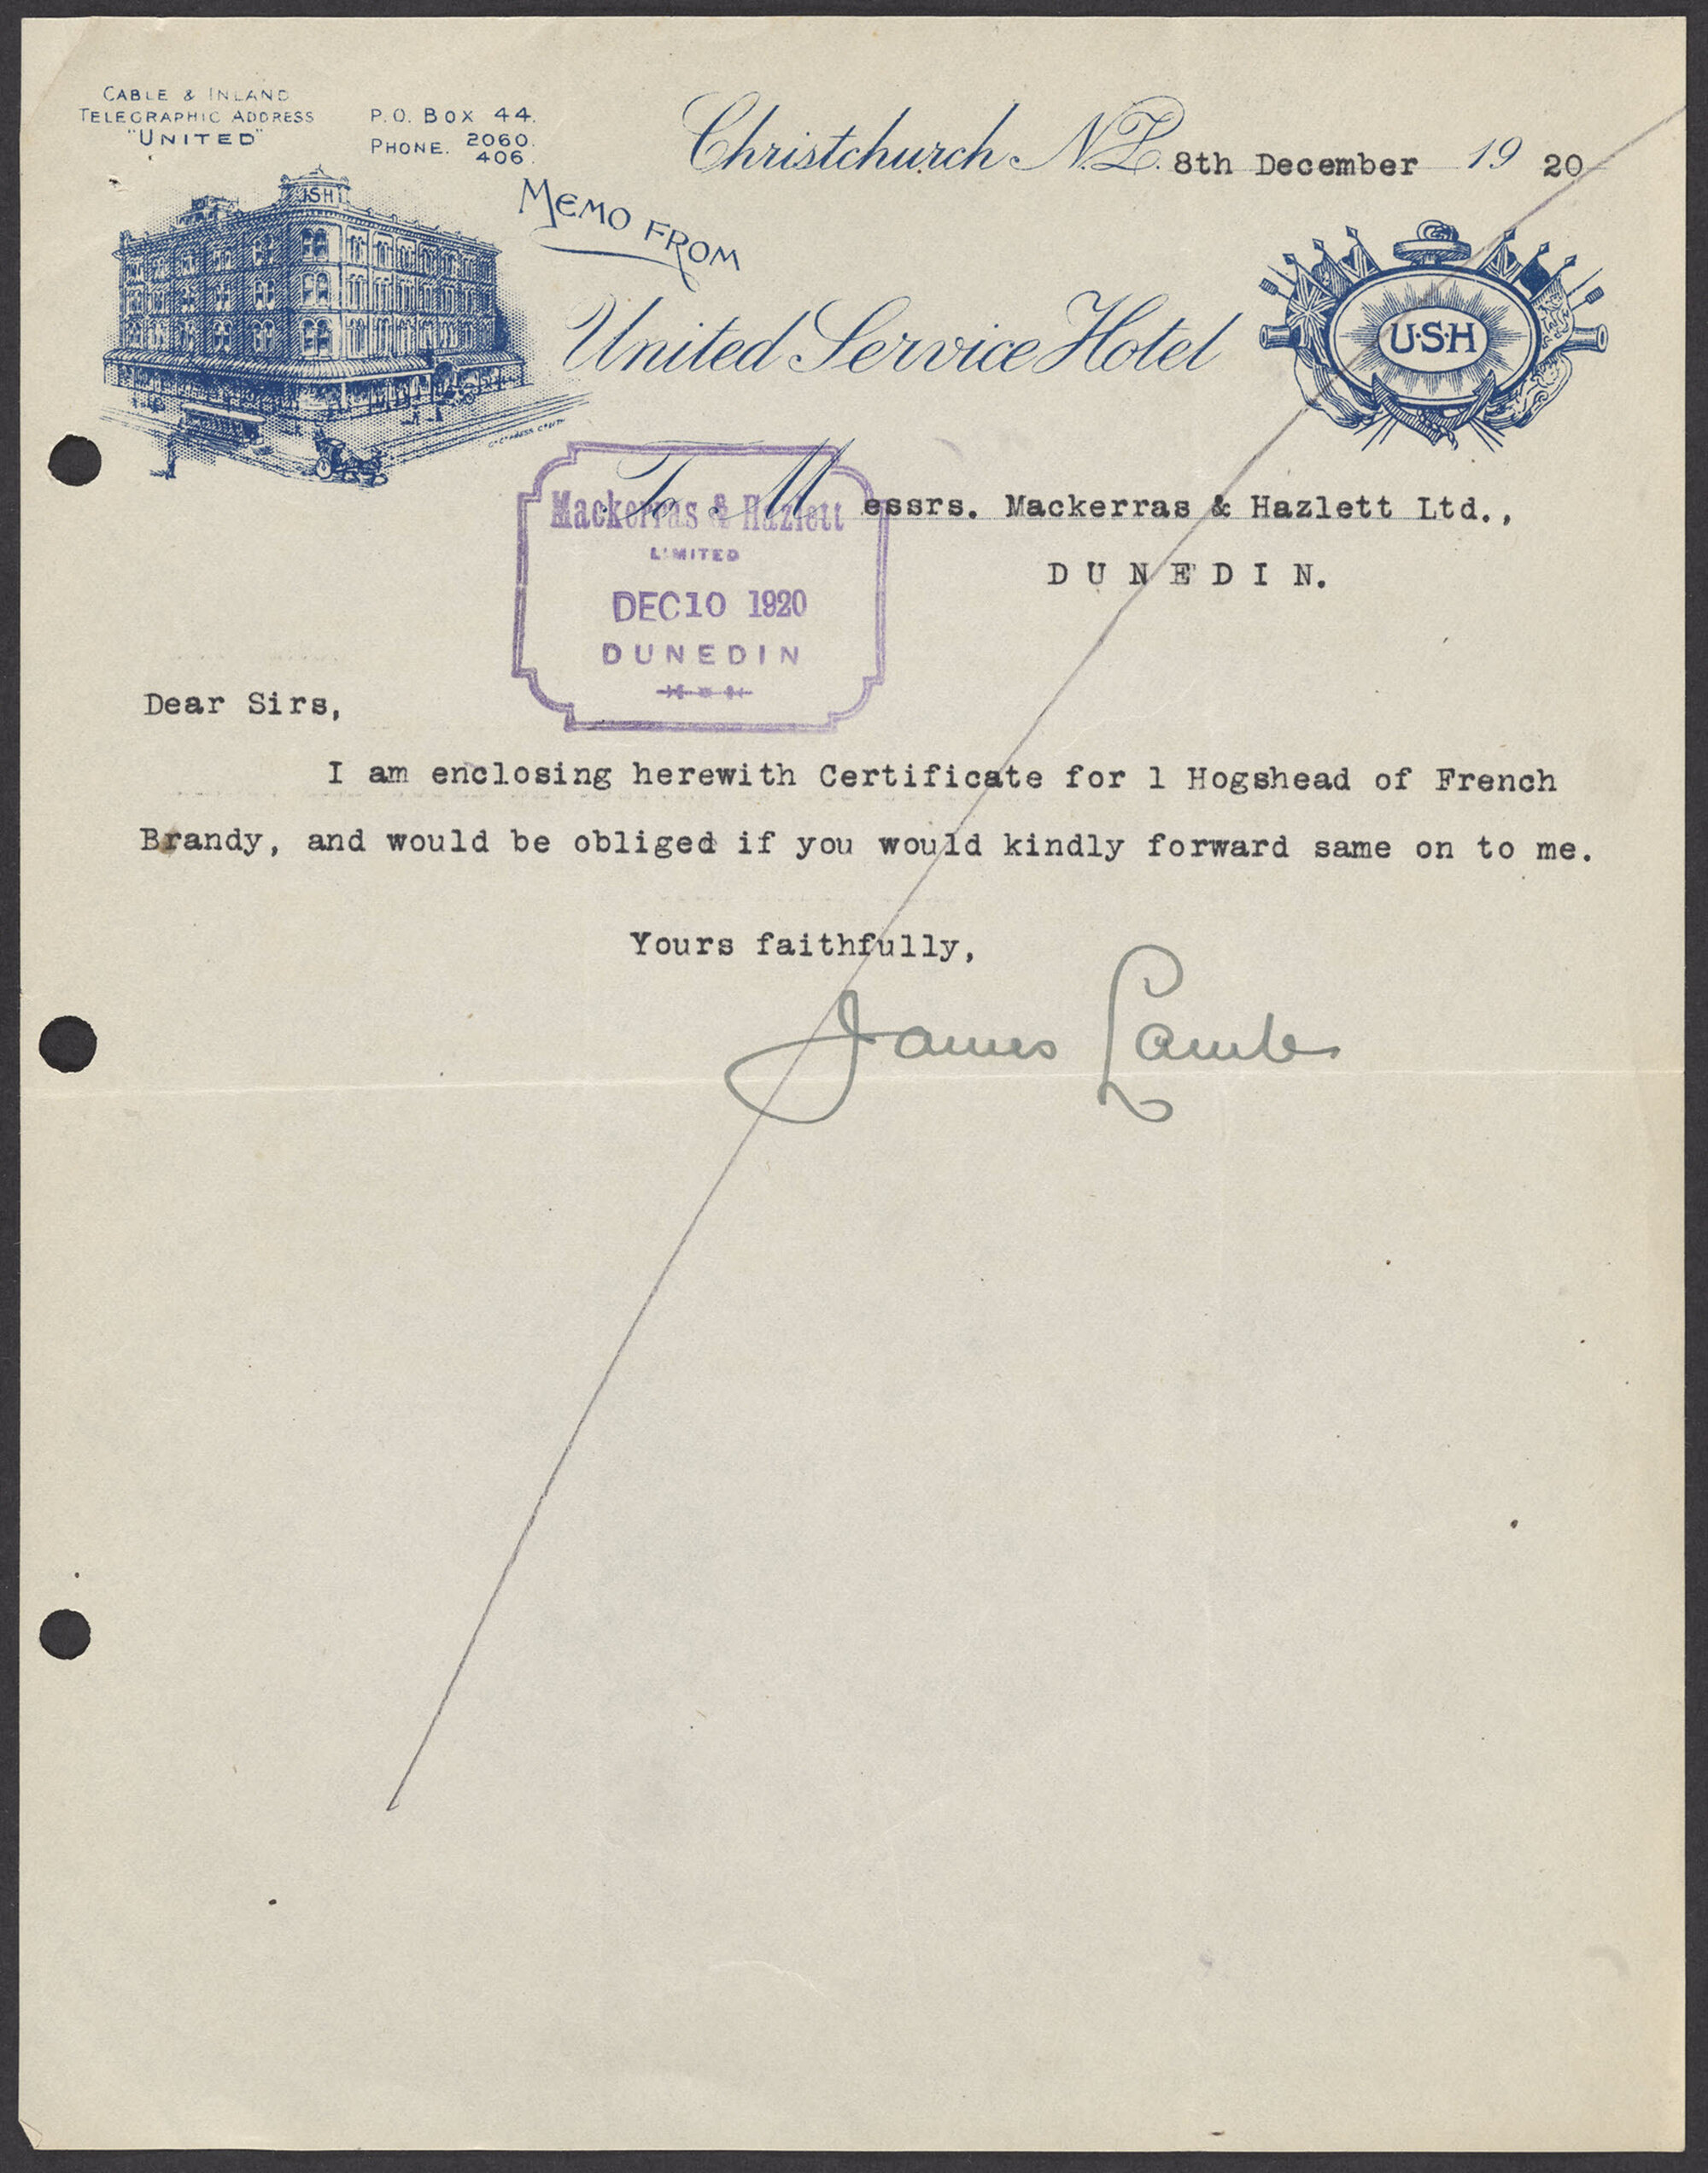 CABLE & INLAND
TELEGRAPHIC ADDRESS
"UNITED"
P.O. BOX 44.
PHONE. 2060.
406.
Christchurch N.Z. 8th December 1920
MEMO FROM
USH
United Service Hotel
U·S·H
To Messrs. Mackerras & Hazlett Ltd.,
DUNEDIN.
Mackerras & Hazlett
LIMITED
DEC 10 1920
DUNEDIN
Dear Sirs,
I am enclosing herewith Certificate for 1 Hogshead of French
Brandy, and would be obliged if you would kindly forward same on to me.
Yours faithfully,
James Lamb